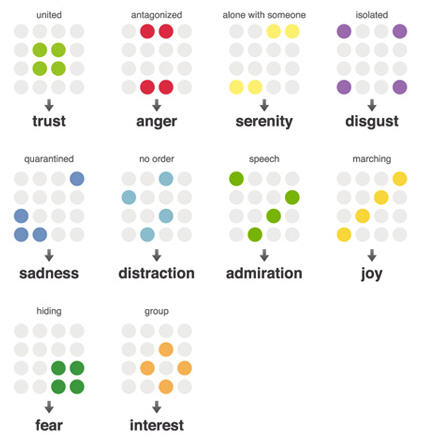 united
antagonized
alone with someone
isolated
trust
anger
serenity
disgust
quarantined
no order
speech
marching
sadness
distraction
admiration
joy
hiding
group
fear
interest